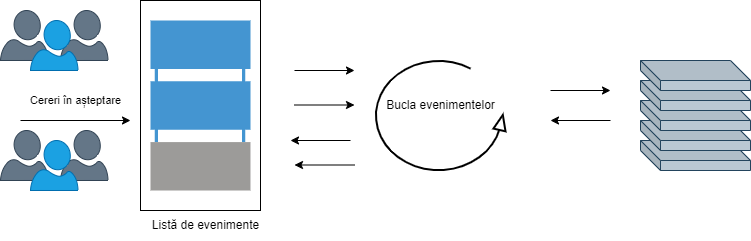 Cereri în așteptare
Bucla evenimentelor
Listă de evenimente